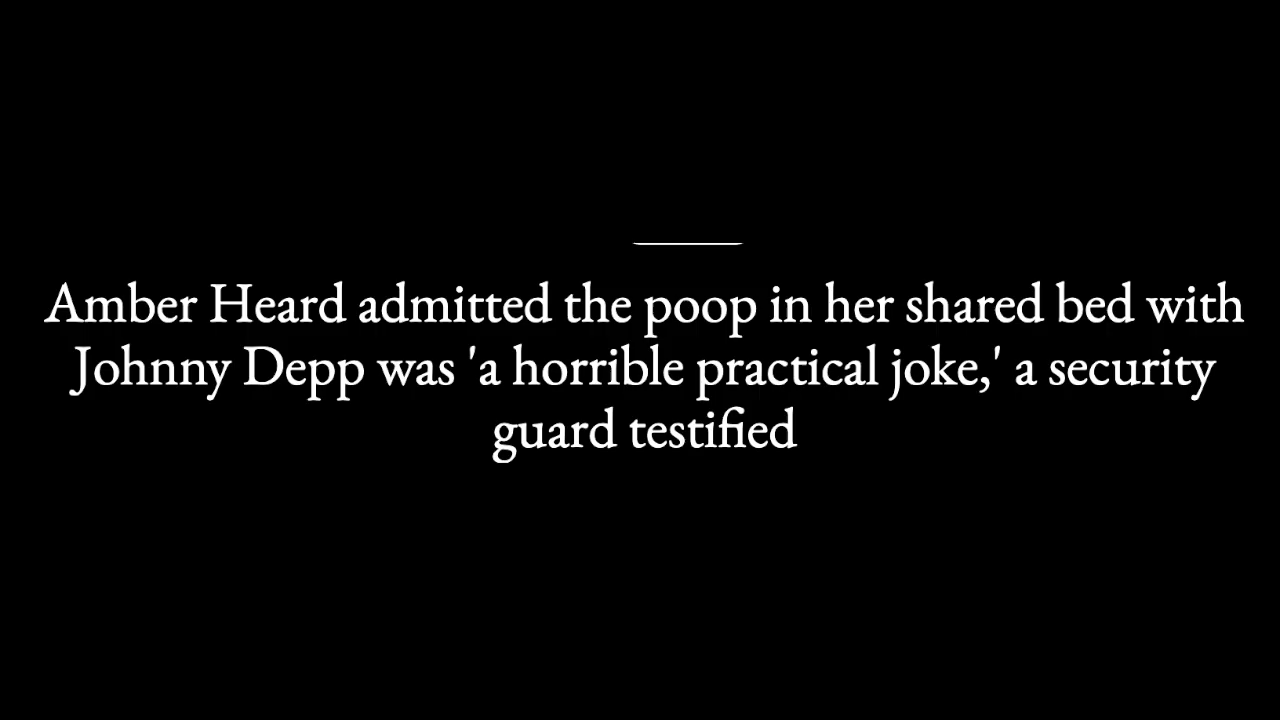 Amber Heard admitted the poop in her shared bed with
Johnny Depp was 'a horrible practical joke,' a security
guard testified